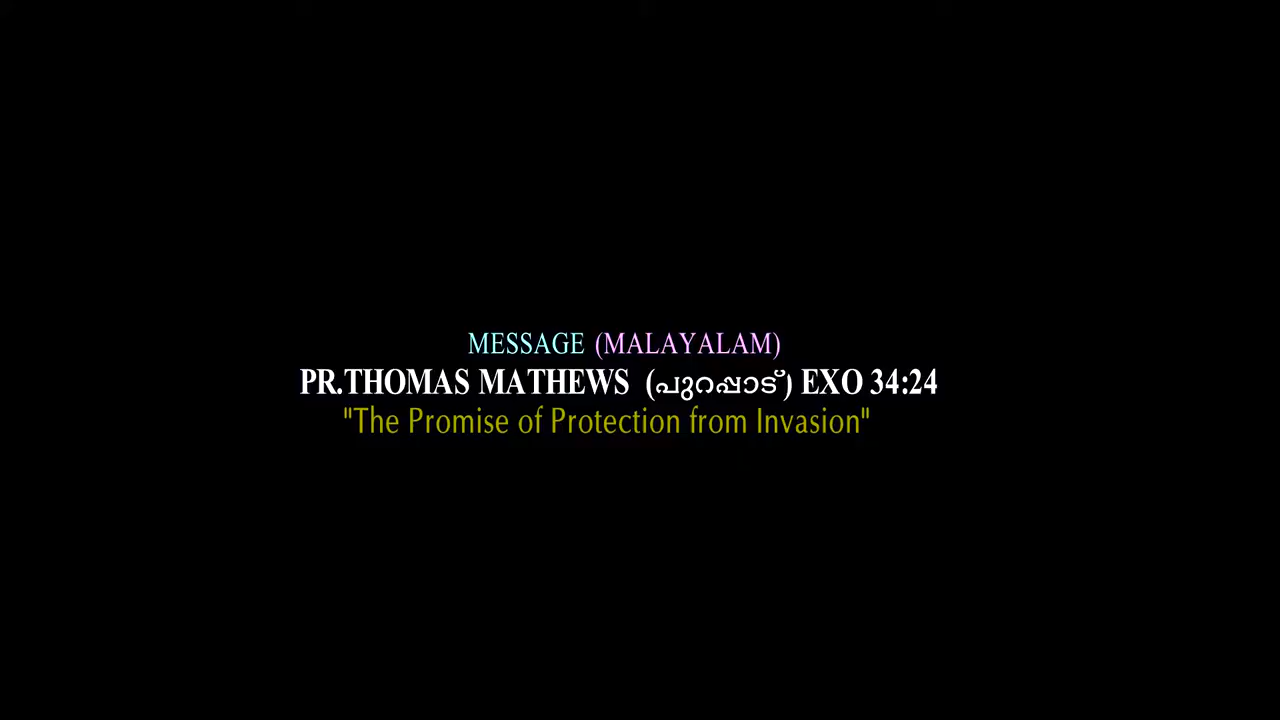 MESSAGE (MALAYALAM)
PR.THOMAS MATHEWS (പുറപ്പാട്) EXO 34:24
"The Promise of Protection from Invasion"